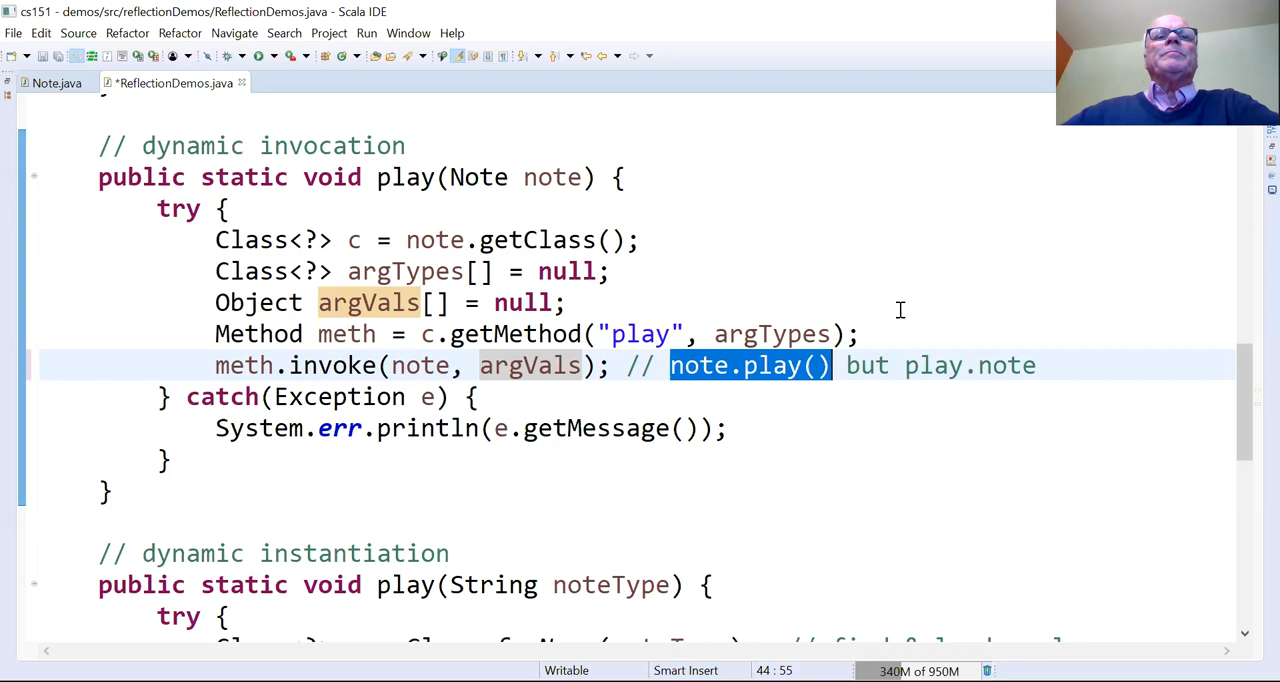 cs151 - demos/src/reflectionDemos/ReflectionDemos.java - Scala IDE
File Edit Source Refactor Refactor Navigate Search Project Run Window Help
Note.java *ReflectionDemos.java
// dynamic invocation
public static void play(Note note) {
try {
Class<?> c = note.getClass();
Class<?> argTypes[] = null;
Object argVals[] = null;
Method meth = c.getMethod("play", argTypes);
meth.invoke(note, argVals); // note.play() but play.note
} catch(Exception e) {
System.err.println(e.getMessage());
}
}
// dynamic instantiation
public static void play(String noteType) {
try {
Writable Smart Insert 44 : 55 340M of 950M